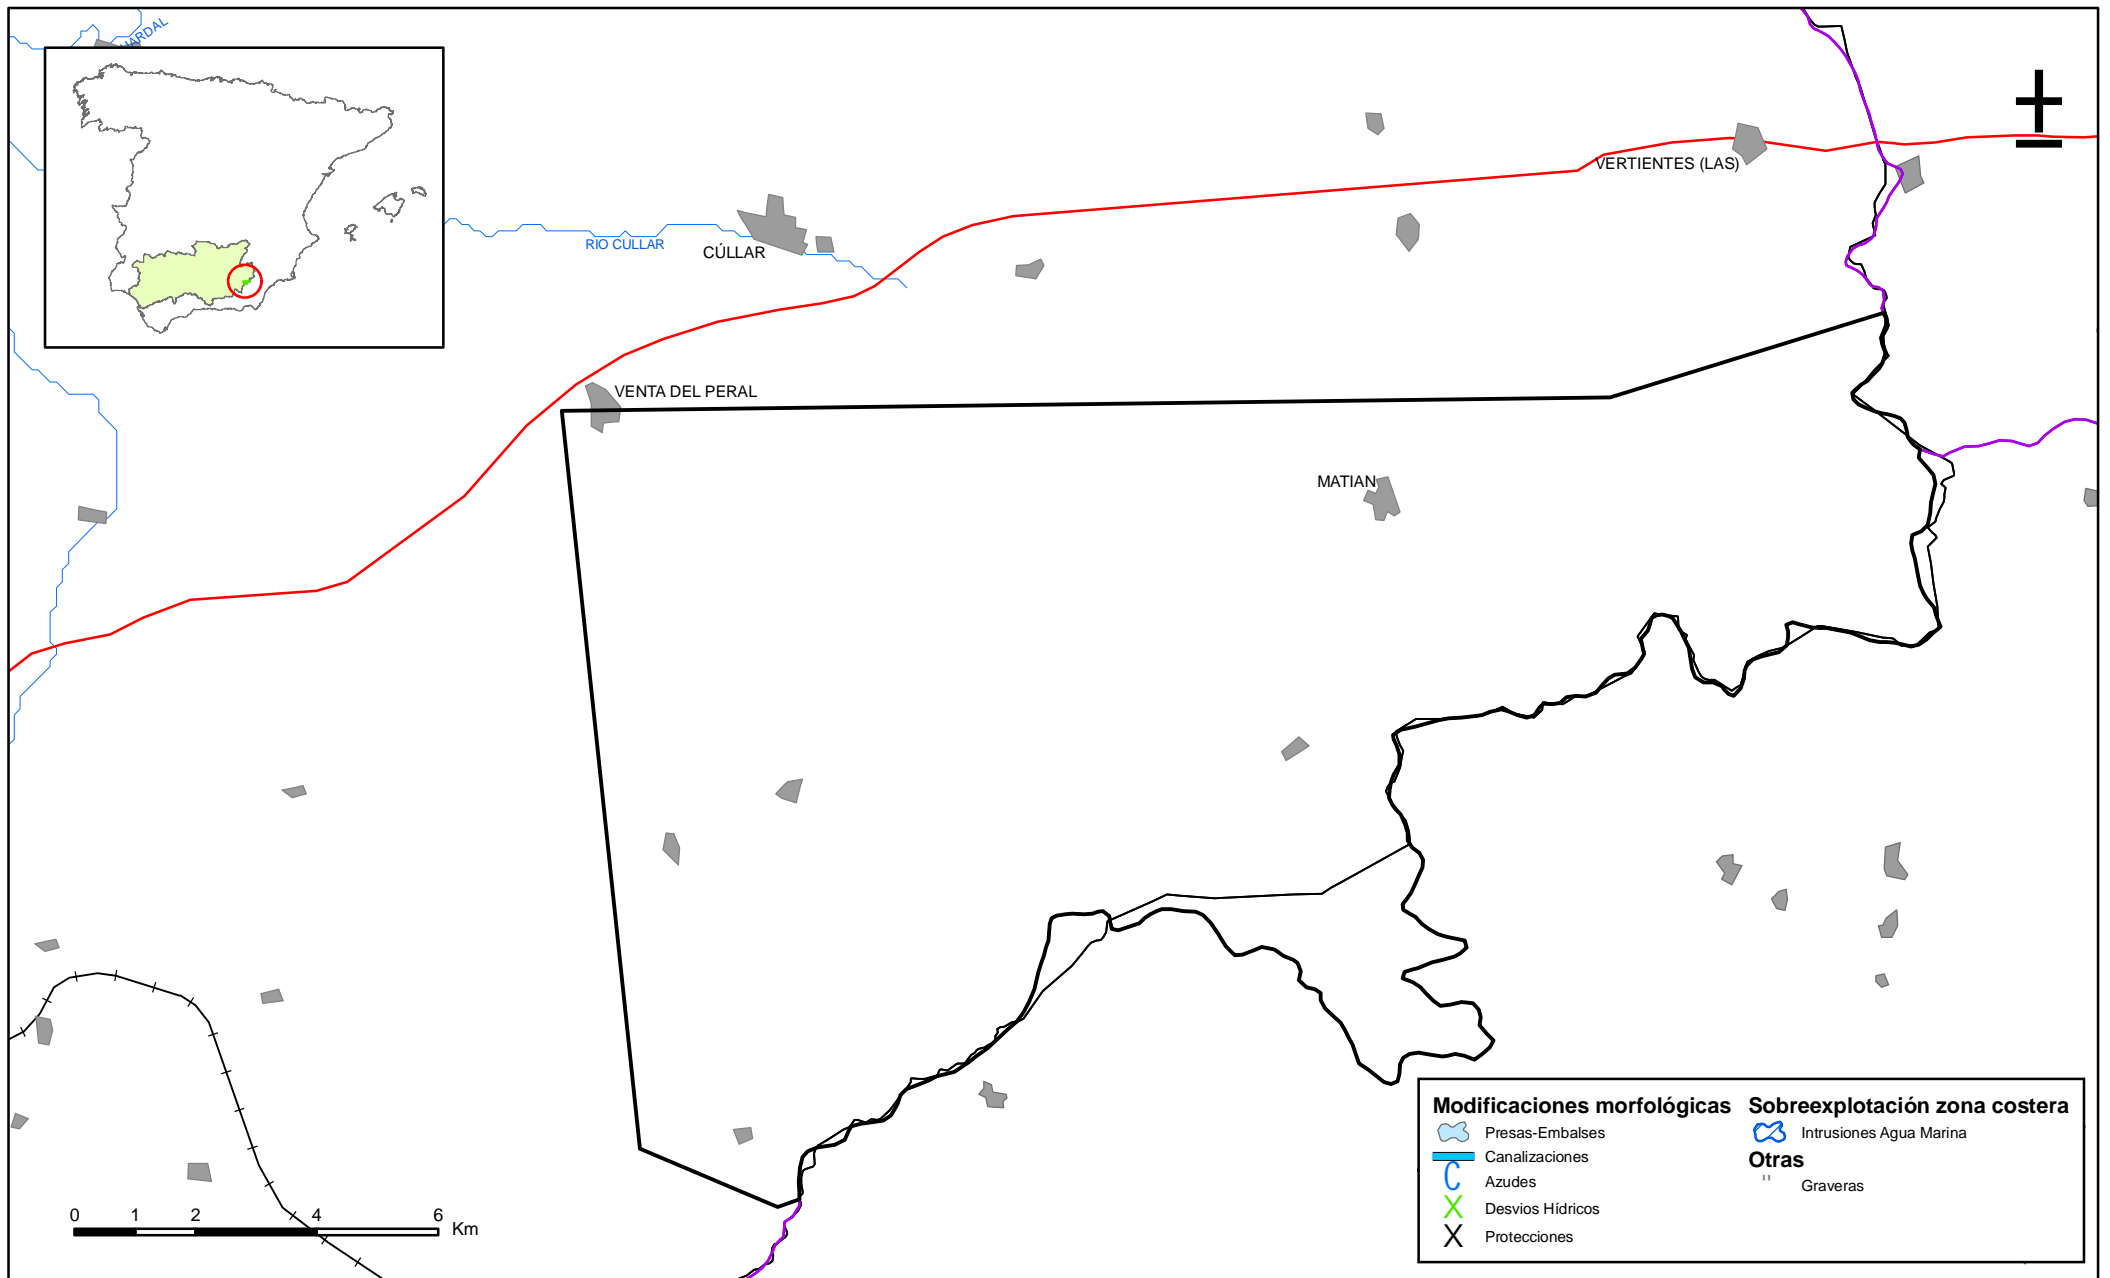 RIO CULLAR
CÚLLAR
VERTIENTES (LAS)
VENTA DEL PERAL
MATIAN
0 1 2 4 6 Km
Modificaciones morfológicas
Presas-Embalses
Canalizaciones
Azudes
Desvios Hídricos
Protecciones
Sobreexplotación zona costera
Intrusiones Agua Marina
Otras
Graveras